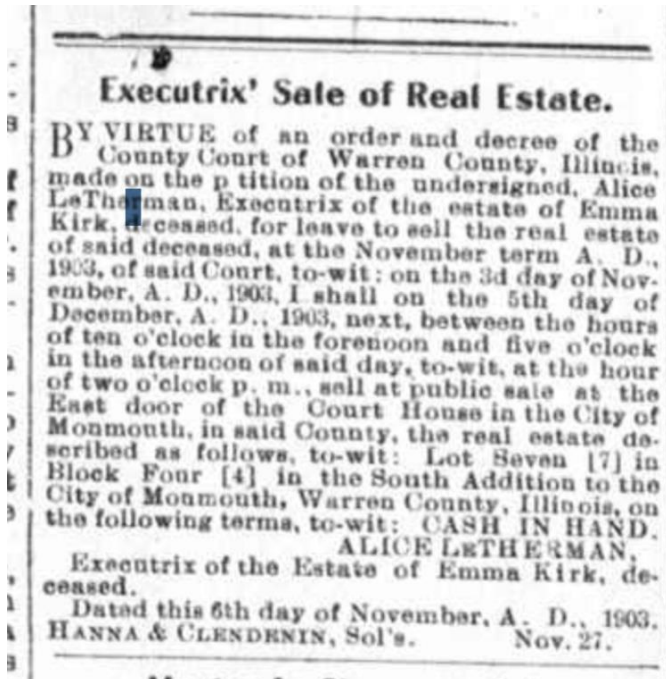 Executrix' Sale of Real Estate.
BY VIRTUE of an order and decree of the
County Court of Warren County, Illinois,
made on the p tition of the undersigned, Alice
LeTherman, Executrix of the estate of Emma
Kirk, deceased, for leave to sell the real estate
of said deceased, at the November term A. D.,
1903, of said Court, to-wit: on the 3d day of Nov-
ember, A. D., 1903, I shall on the 5th day of
December, A. D., 1903, next, between the hours
of ten o'clock in the forenoon and five o'clock
in the afternoon of said day, to-wit, at the hour
of two o'clock p. m., sell at public sale at the
East door of the Court House in the City of
Monmouth, in said County, the real estate de-
scribed as follows, to-wit: Lot Seven [7] in
Block Four [4] in the South Addition to the
City of Monmouth, Warren County, Illinois, on
the following terms, to-wit: CASH IN HAND.
ALICE LETHERMAN,
Executrix of the Estate of Emma Kirk, de-
ceased.
Dated this 6th day of November, A. D., 1903.
HANNA & CLENDENIN, Sol's. Nov. 27.